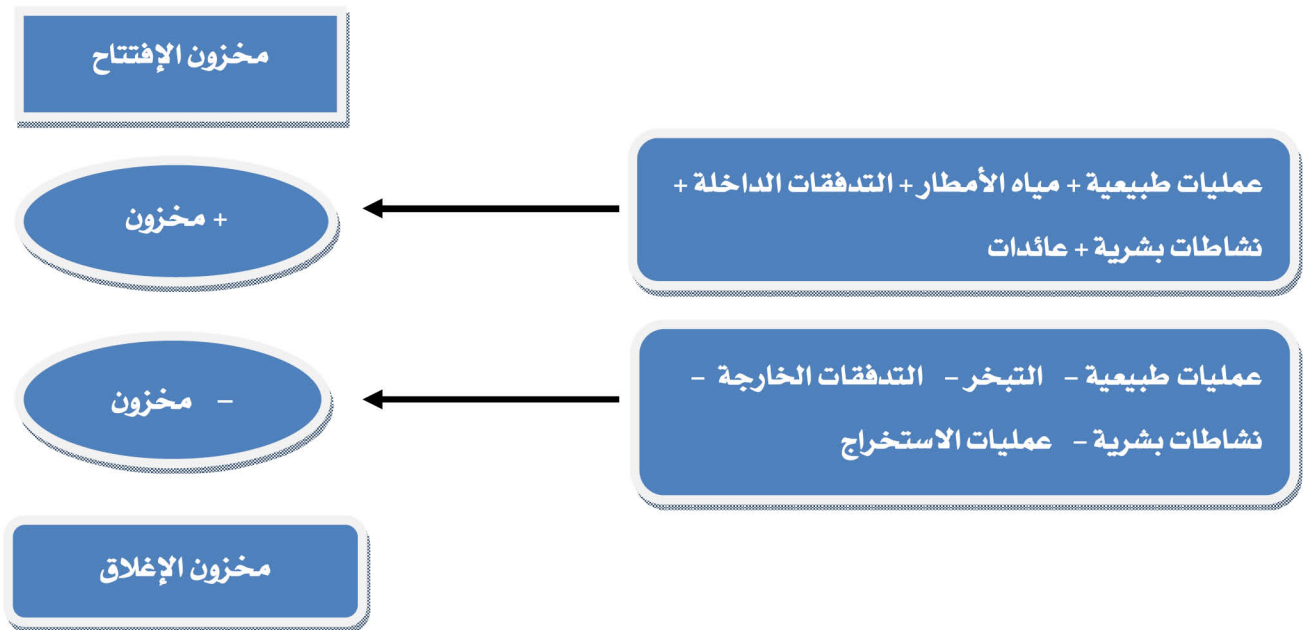 مخزون الإفتتاح
عمليات طبيعية + مياه الأمطار + التدفقات الداخلة +
نشاطات بشرية + عائدات
+ مخزون
عمليات طبيعية – التبخر – التدفقات الخارجة –
نشاطات بشرية – عمليات الاستخراج
– مخزون
مخزون الإغلاق